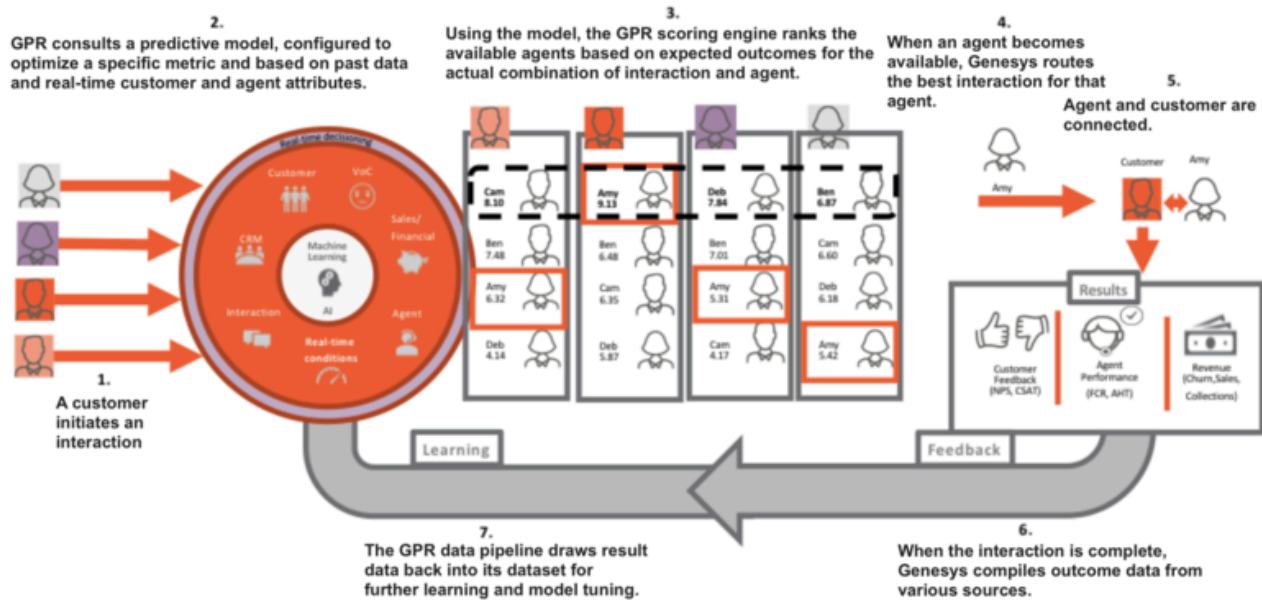 2.
GPR consults a predictive model, configured to
optimize a specific metric and based on past data
and real-time customer and agent attributes.
3.
Using the model, the GPR scoring engine ranks the
available agents based on expected outcomes for the
actual combination of interaction and agent.
4.
When an agent becomes
available, Genesys routes
the best interaction for that
agent.
5.
Agent and customer are
connected.
1.
A customer
initiates an
interaction
Real-time decisioning
Customer
VoC
CRM
Sales/
Financial
Machine
Learning
AI
Interaction
Agent
Real-time
conditions
Cam
8.10
Ben
7.48
Amy
6.32
Deb
4.14
Amy
9.13
Ben
6.48
Cam
6.35
Deb
5.87
Deb
7.84
Ben
7.01
Amy
5.31
Cam
4.17
Ben
6.87
Cam
6.60
Deb
6.18
Amy
5.42
Amy
Customer
Amy
Results
Customer
Feedback
(NPS, CSAT)
Agent
Performance
(FCR, AHT)
Revenue
(Churn,Sales,
Collections)
Learning
Feedback
7.
The GPR data pipeline draws result
data back into its dataset for
further learning and model tuning.
6.
When the interaction is complete,
Genesys compiles outcome data from
various sources.